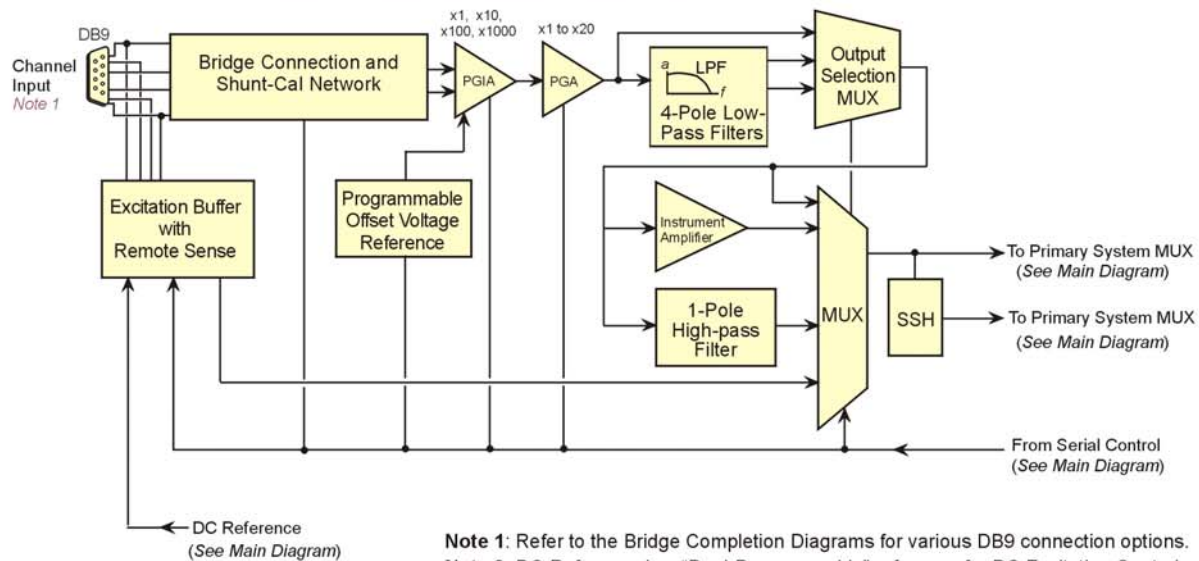 DB9
Channel
Input
Note 1
Bridge Connection and
Shunt-Cal Network
x1, x10,
x100, x1000
PGIA
x1 to x20
PGA
a
LPF
f
4-Pole Low-
Pass Filters
Output
Selection
MUX
Excitation Buffer
with
Remote Sense
Programmable
Offset Voltage
Reference
Instrument
Amplifier
1-Pole
High-pass
Filter
MUX
SSH
To Primary System MUX
(See Main Diagram)
To Primary System MUX
(See Main Diagram)
From Serial Control
(See Main Diagram)
DC Reference
(See Main Diagram)
Note 1: Refer to the Bridge Completion Diagrams for various DB9 connection options.